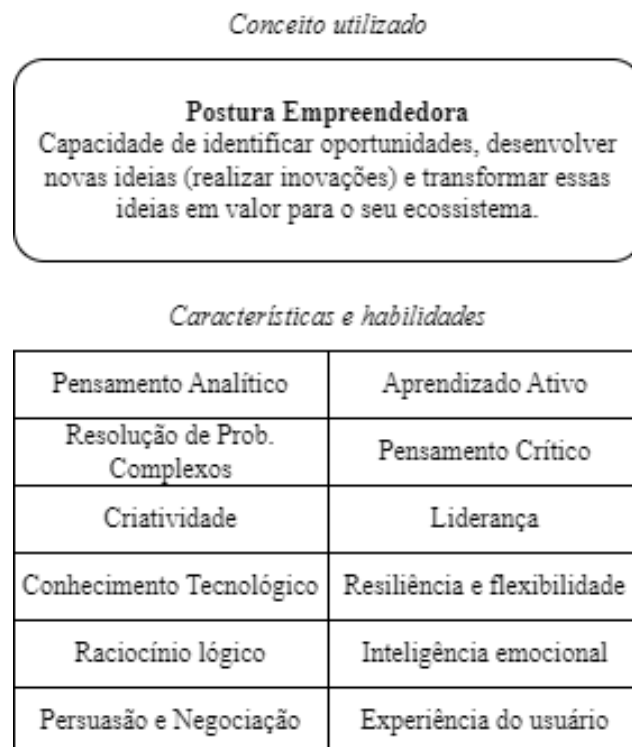 Conceito utilizado
Postura Empreendedora
Capacidade de identificar oportunidades, desenvolver
novas ideias (realizar inovações) e transformar essas
ideias em valor para o seu ecossistema.
Características e habilidades
Pensamento Analítico
Aprendizado Ativo
Resolução de Prob.
Complexos
Pensamento Crítico
Criatividade
Liderança
Conhecimento Tecnológico
Resiliência e flexibilidade
Raciocínio lógico
Inteligência emocional
Persuasão e Negociação
Experiência do usuário